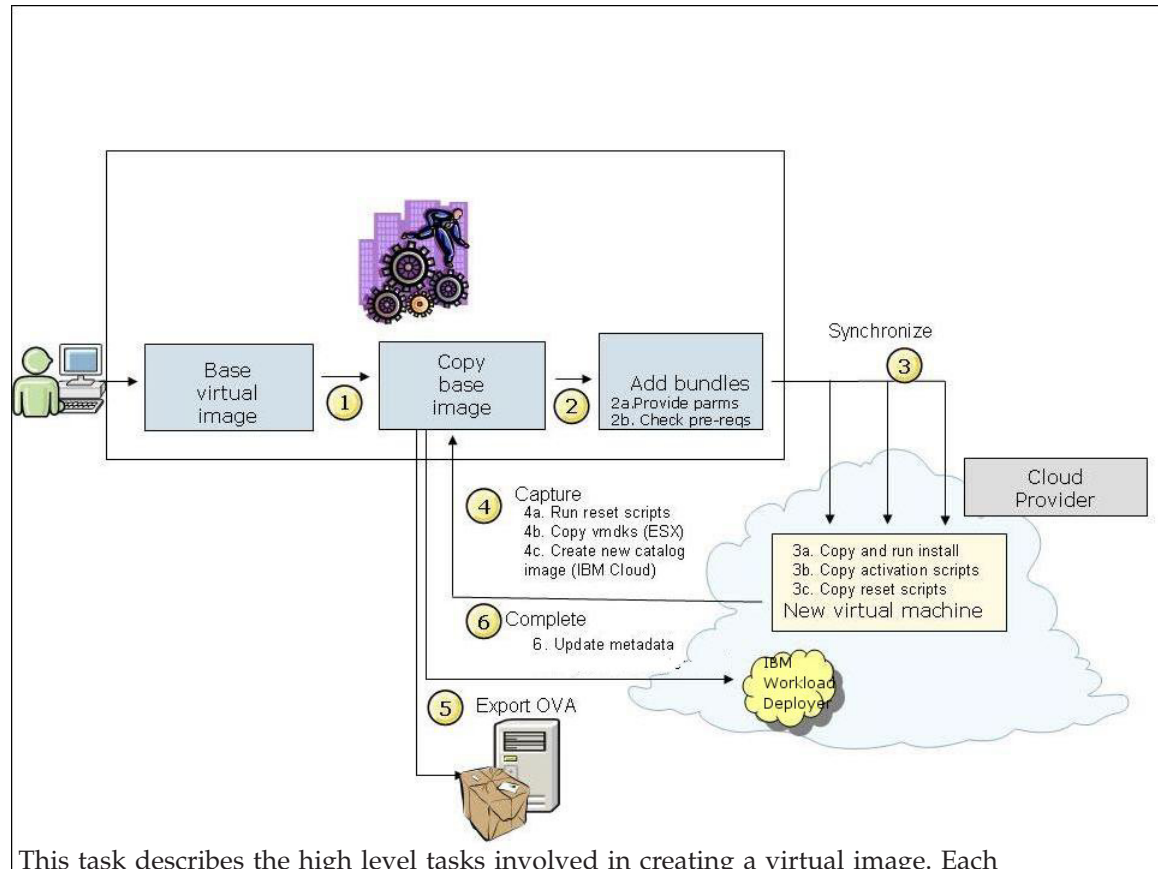 Base
virtual
image
1
Copy
base
image
2
Add bundles
2a.Provide parms
2b. Check pre-reqs
Synchronize
3
Cloud
Provider
3a. Copy and run install
3b. Copy activation scripts
3c. Copy reset scripts
New virtual machine
4
Capture
4a. Run reset scripts
4b. Copy vmdks (ESX)
4c. Create new catalog
image (IBM Cloud)
6
Complete
6. Update metadata
IBM
Workload
Deployer
5
Export OVA
This task describes the high level tasks involved in creating a virtual image. Each